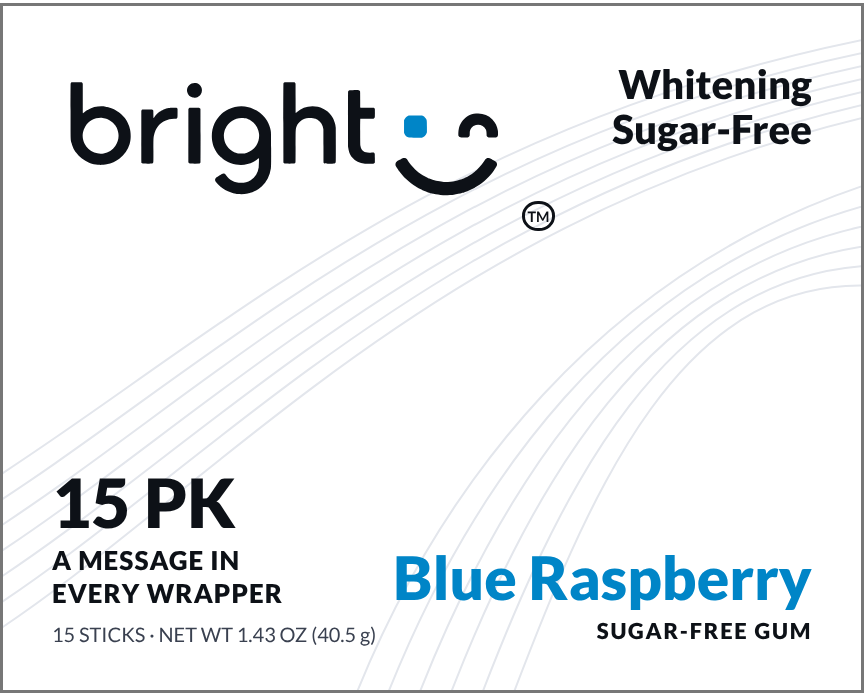 bright
TM
Whitening
Sugar-Free
15 PK
A MESSAGE IN
EVERY WRAPPER
15 STICKS · NET WT 1.43 OZ (40.5 g)
Blue Raspberry
SUGAR-FREE GUM